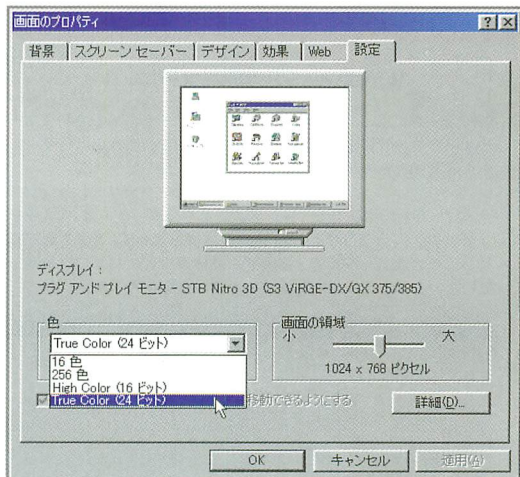 画面のプロパティ
背景 スクリーン セーバー デザイン 効果 Web 設定
ディスプレイ :
プラグ アンド プレイ モニタ - STB Nitro 3D (S3 ViRGE-DX/GX 375/385)
色
True Color (24 ビット)
16 色
256 色
High Color (16 ビット)
True Color (24 ビット)
画面の領域
小 大
1024 x 768 ピクセル
移動できるようにする
詳細(D)...
OK キャンセル 適用(A)